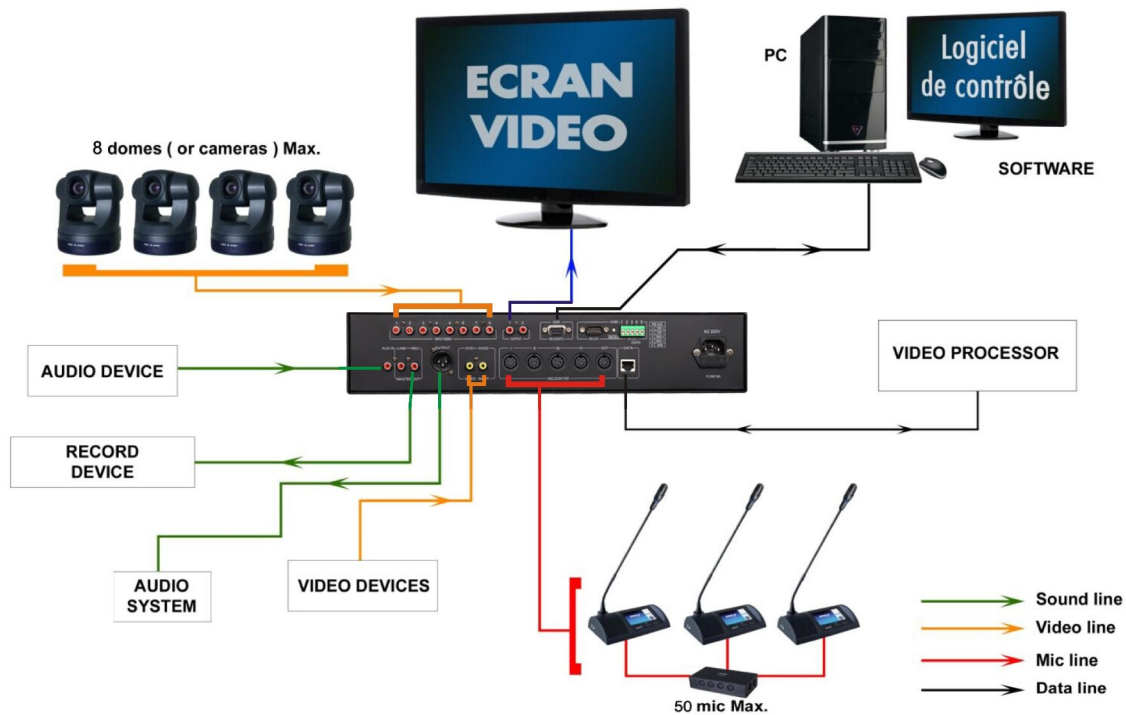 ECRAN
VIDEO
PC
Logiciel
de contrôle
8 domes ( or cameras ) Max.
SOFTWARE
AC 220V
AUDIO DEVICE
VIDEO PROCESSOR
RECORD
DEVICE
AUDIO
SYSTEM
VIDEO DEVICES
Sound line
Video line
Mic line
Data line
50 mic Max.